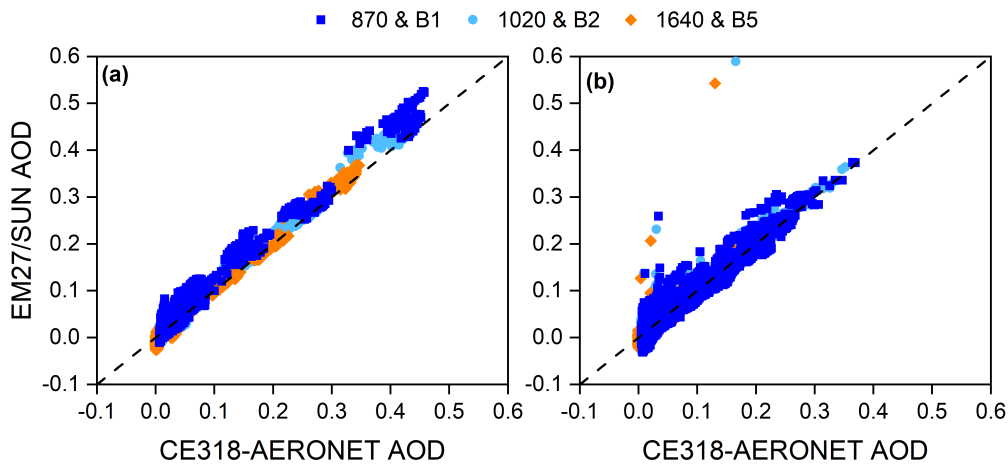 870 & B1 1020 & B2 1640 & B5
(a) (b)
0.6 0.6
0.5 0.5
0.4 0.4
0.3 0.3
0.2 0.2
0.1 0.1
0.0 0.0
-0.1 -0.1
-0.1 0.0 0.1 0.2 0.3 0.4 0.5 0.6 -0.1 0.0 0.1 0.2 0.3 0.4 0.5 0.6
EM27/SUN AOD
CE318-AERONET AOD CE318-AERONET AOD